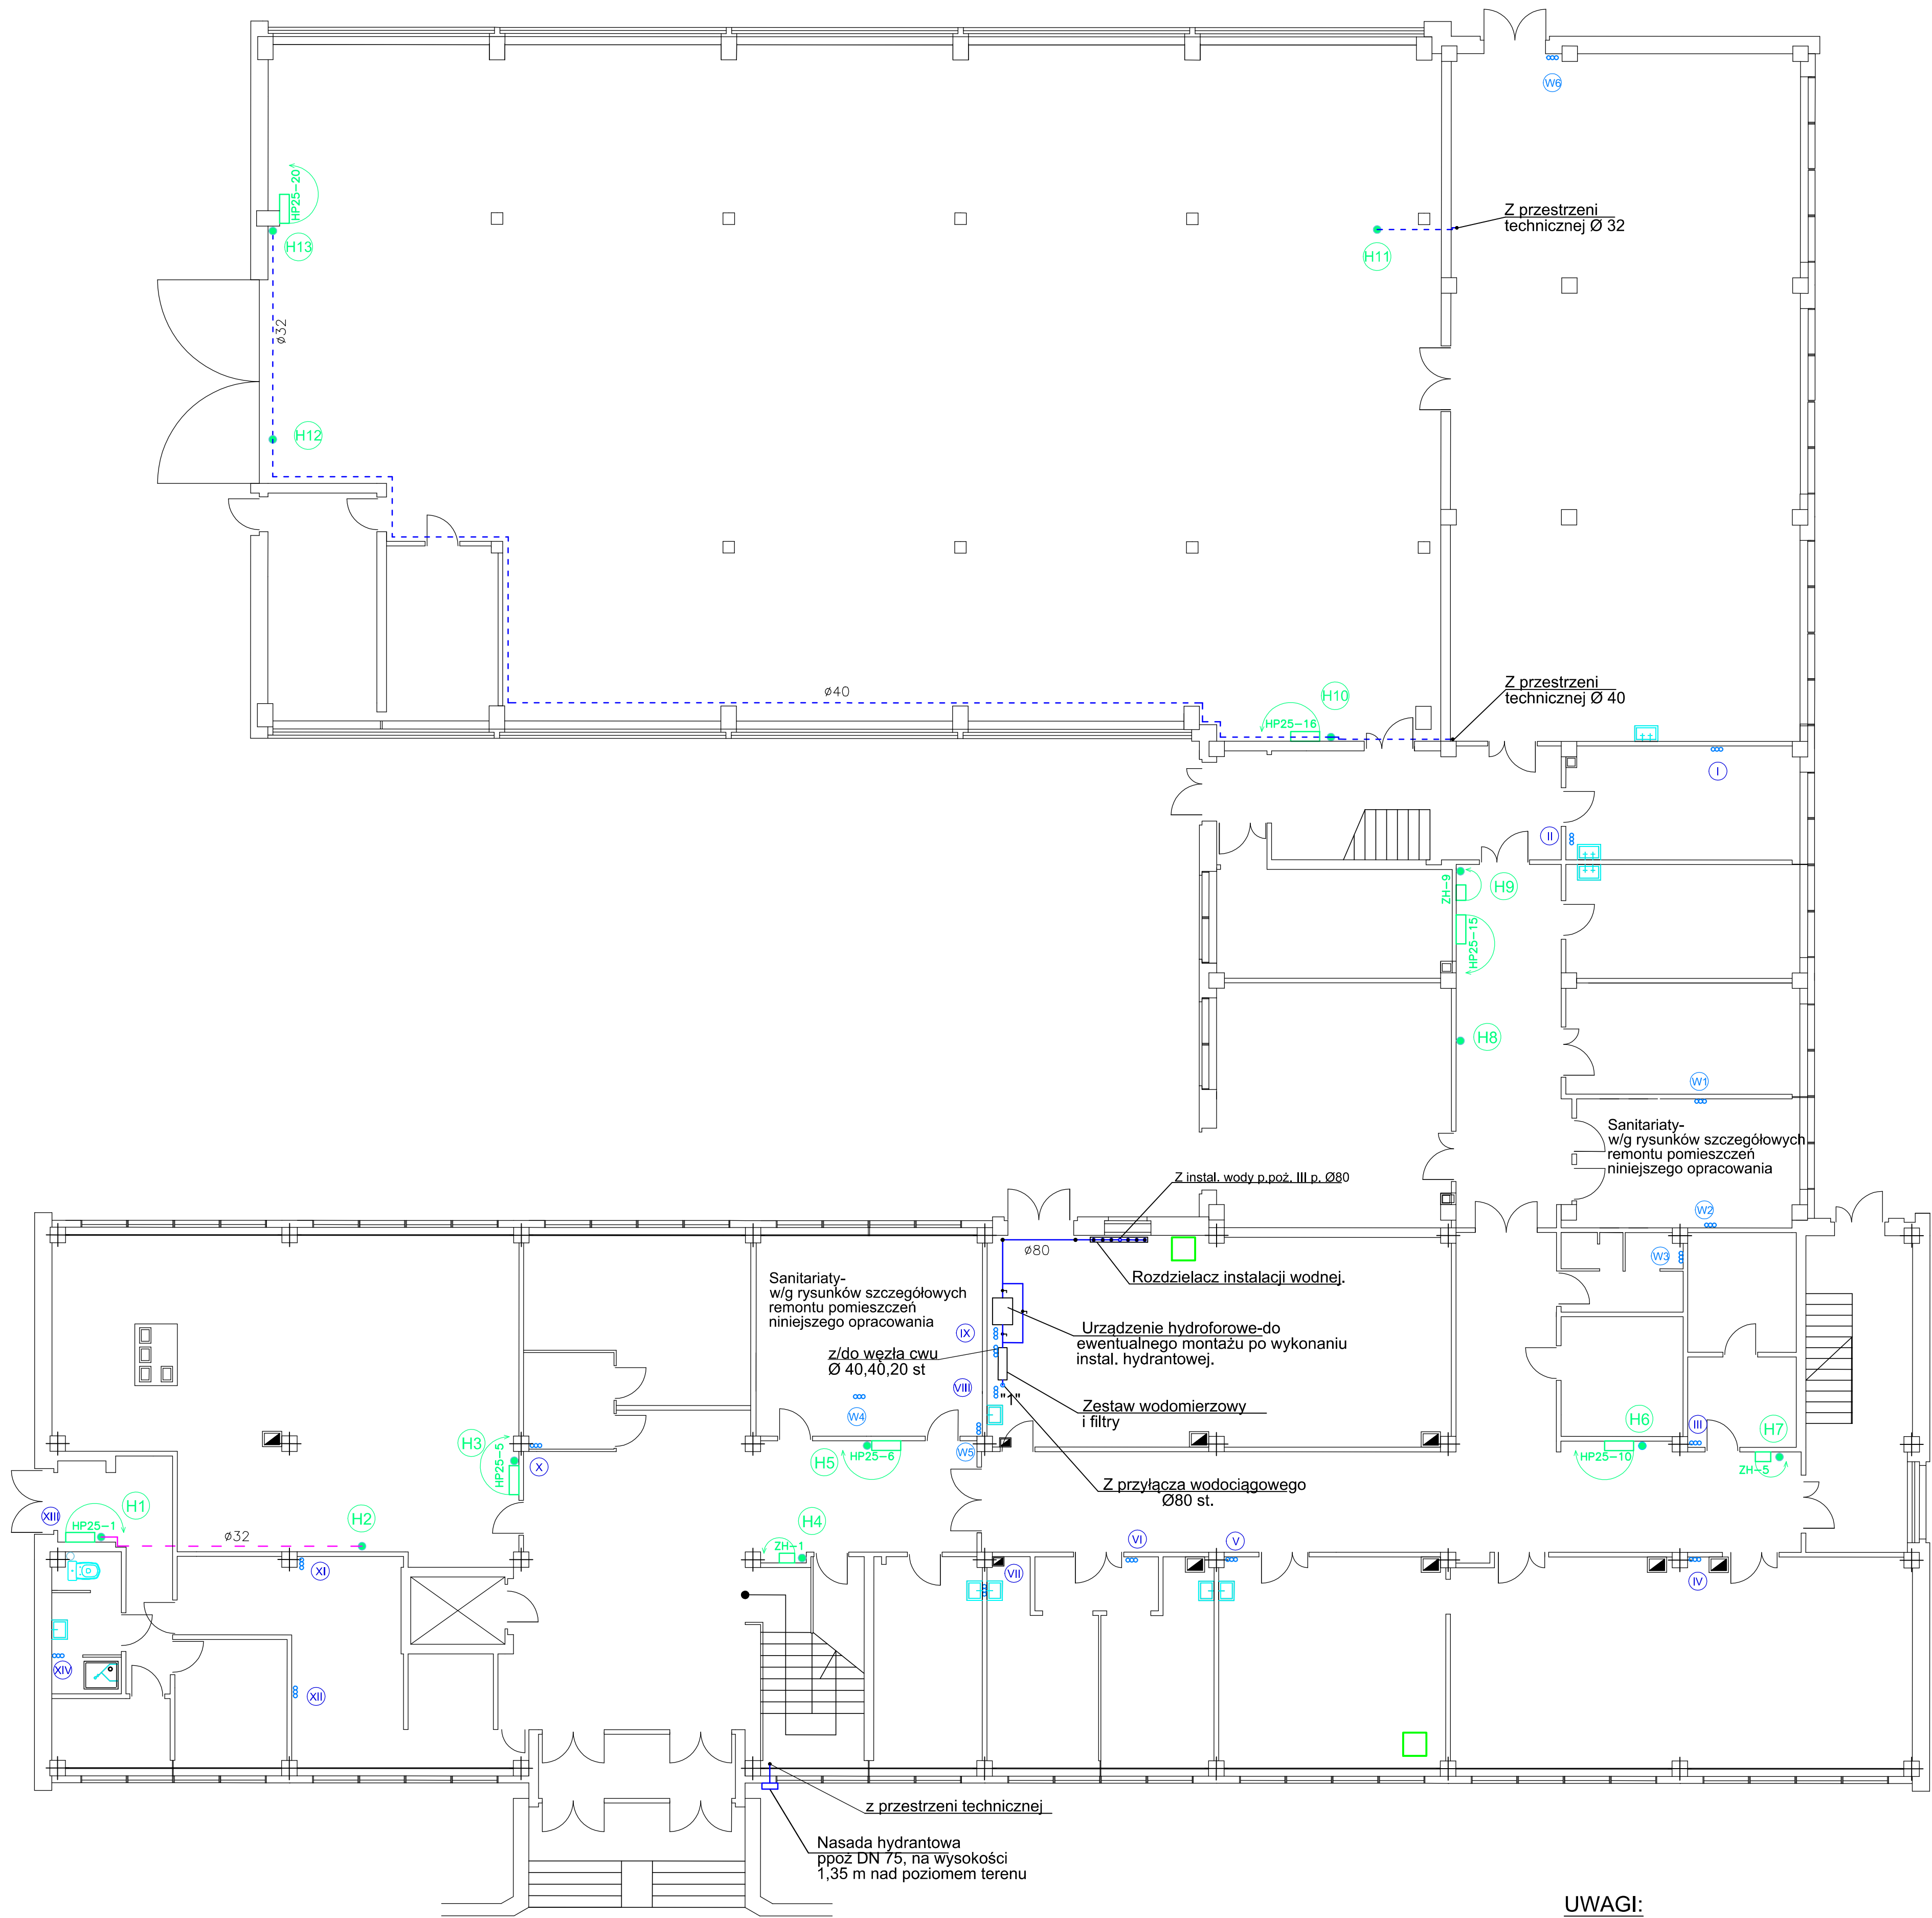 W6
HP25-20
H13
Z przestrzeni
technicznej Ø 32
H11
ø32
H12
Z przestrzeni
technicznej Ø 40
ø40
H10
HP25-16
I
II
ZH-9
H9
HP25-15
H8
W1
Sanitariaty-
w/g rysunków szczegółowych
remontu pomieszczeń
niniejszego opracowania
Z instal. wody p.poż. III p. Ø80
W2
ø80
W3
Rozdzielacz instalacji wodnej.
Sanitariaty-
w/g rysunków szczegółowych
remontu pomieszczeń
niniejszego opracowania
IX
Urządzenie hydroforowe-do
ewentualnego montażu po wykonaniu
instal. hydrantowej.
z/do węzła cwu
Ø 40,40,20 st
VIII
"1"
Zestaw wodomierzowy
i filtry
W4
W5
H3
HP25-5
X
H5
HP25-6
H6
HP25-10
III
H7
ZH-5
Z przyłącza wodociągowego
Ø80 st.
XIII
H1
HP25-1
ø32
H2
H4
ZH-1
XI
VII
VI
V
IV
XIV
XII
z przestrzeni technicznej
Nasada hydrantowa
ppoż DN 75, na wysokości
1,35 m nad poziomem terenu
UWAGI: